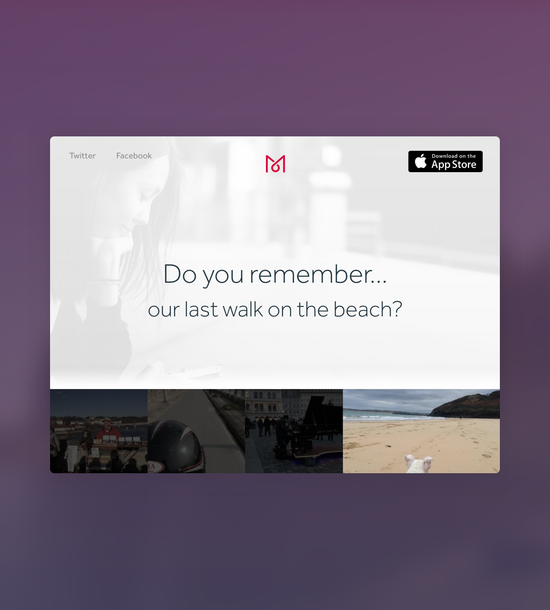 Twitter Facebook
Download on the
App Store
Do you remember...
our last walk on the beach?